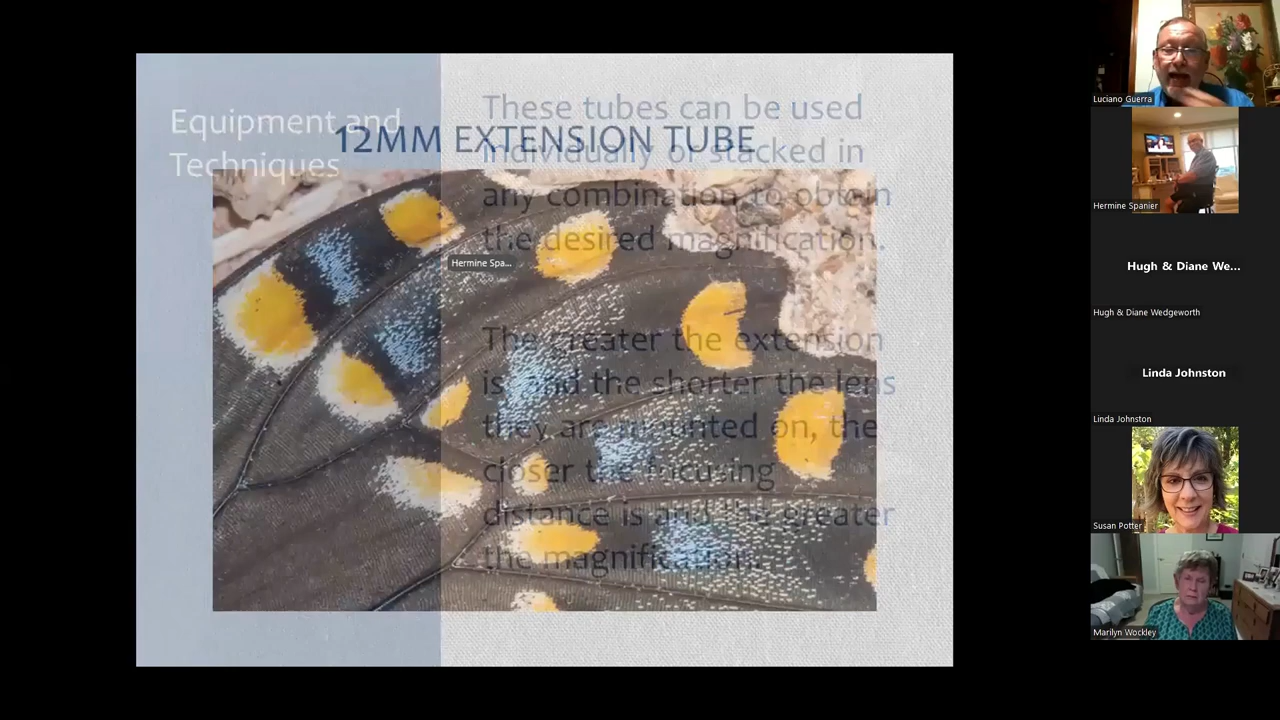 Equipment and
Techniques
12MM EXTENSION TUBE
These tubes can be used
individually or stacked in
any combination to obtain
the desired magnification.
The greater the extension
is, and the shorter the lens
they are mounted on, the
closer the focusing
distance is and the greater
the magnification.
Hermine Spa...
Luciano Guerra
Hermine Spanier
Hugh & Diane We...
Hugh & Diane Wedgeworth
Linda Johnston
Linda Johnston
Susan Potter
Marilyn Wockley